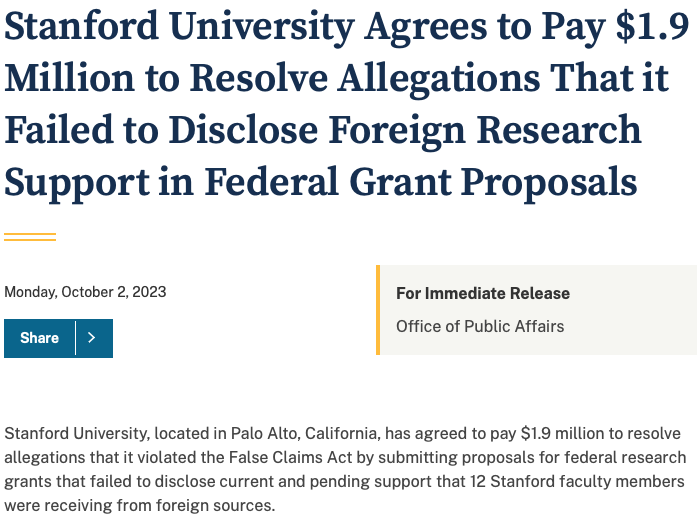 Stanford University Agrees to Pay $1.9
Million to Resolve Allegations That it
Failed to Disclose Foreign Research
Support in Federal Grant Proposals
Monday, October 2, 2023
Share
For Immediate Release
Office of Public Affairs
Stanford University, located in Palo Alto, California, has agreed to pay $1.9 million to resolve
allegations that it violated the False Claims Act by submitting proposals for federal research
grants that failed to disclose current and pending support that 12 Stanford faculty members
were receiving from foreign sources.